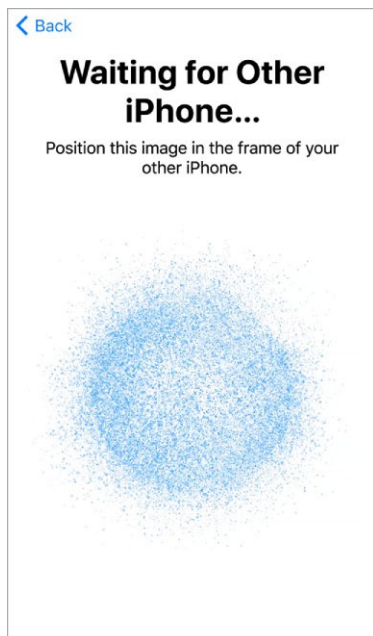 Back
Waiting for Other
iPhone...
Position this image in the frame of your
other iPhone.